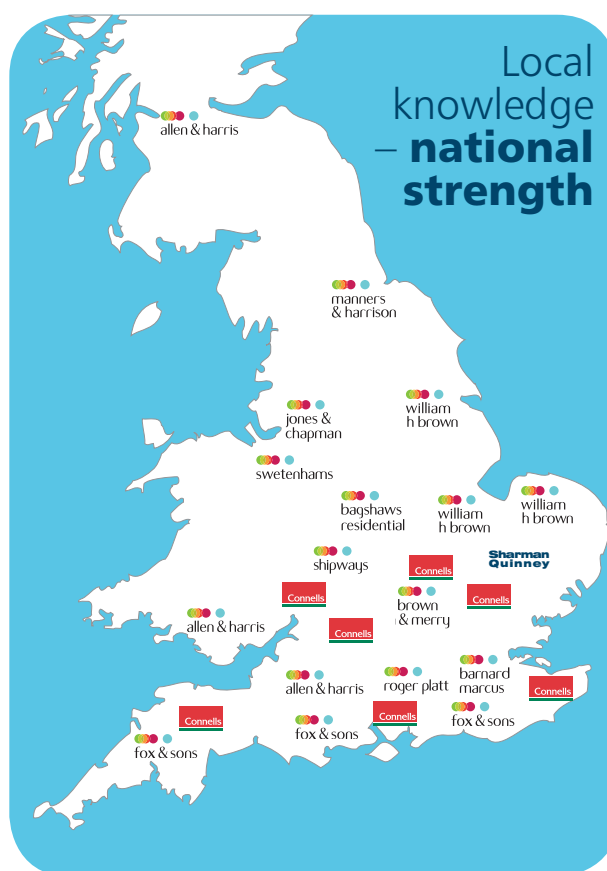 Local
knowledge
– national
strength
allen & harris
manners
& harrison
jones &
chapman
william
h brown
swetenhams
bagshaws
residential
william
h brown
william
h brown
shipways
Connells
Sharman
Quinney
Connells
brown
& merry
Connells
allen & harris
Connells
allen & harris
roger platt
barnard
marcus
Connells
Connells
fox & sons
Connells
fox & sons
fox & sons